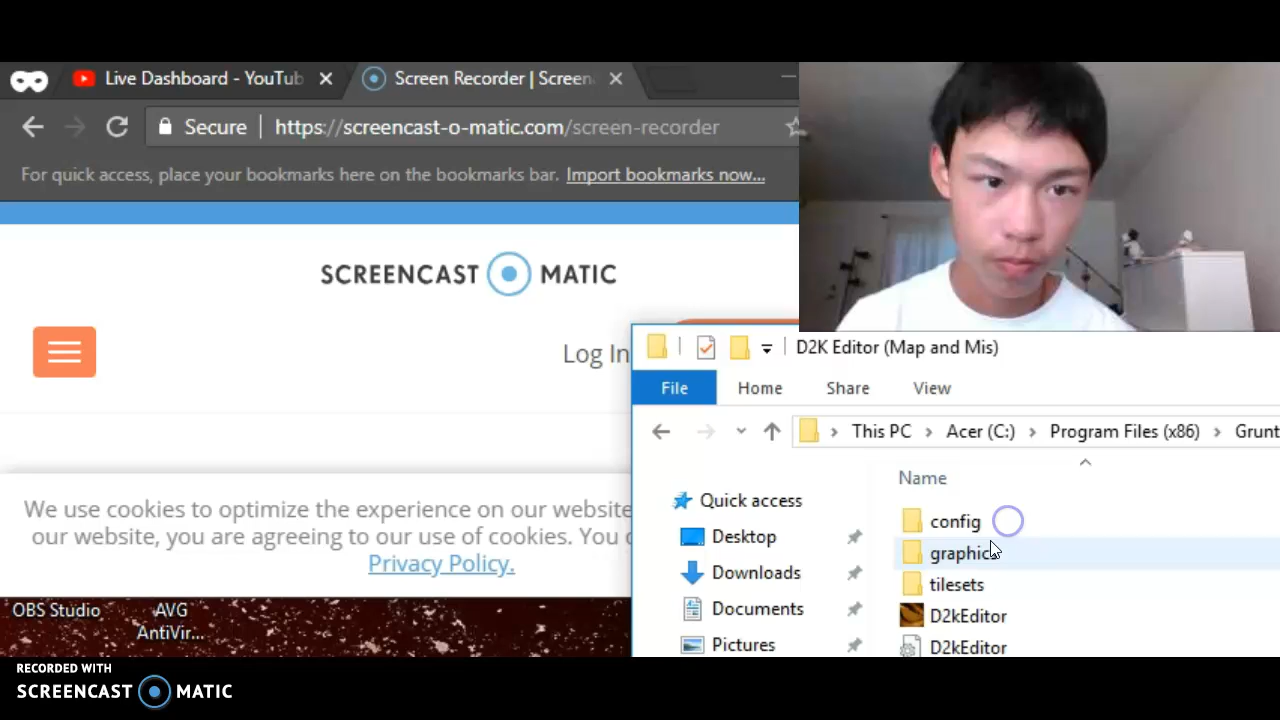 Live Dashboard - YouTub
Screen Recorder | Screen
Secure https://screencast-o-matic.com/screen-recorder
For quick access, place your bookmarks here on the bookmarks bar. Import bookmarks now...
SCREENCAST MATIC
Log In
We use cookies to optimize the experience on our website
our website, you are agreeing to our use of cookies. You
Privacy Policy.
OBS Studio
AVG
AntiVir...
D2K Editor (Map and Mis)
File Home Share View
This PC Acer (C:) Program Files (x86) Grunt
Name
Quick access
Desktop
Downloads
Documents
Pictures
config
graphics
tilesets
D2kEditor
D2kEditor
RECORDED WITH
SCREENCAST MATIC